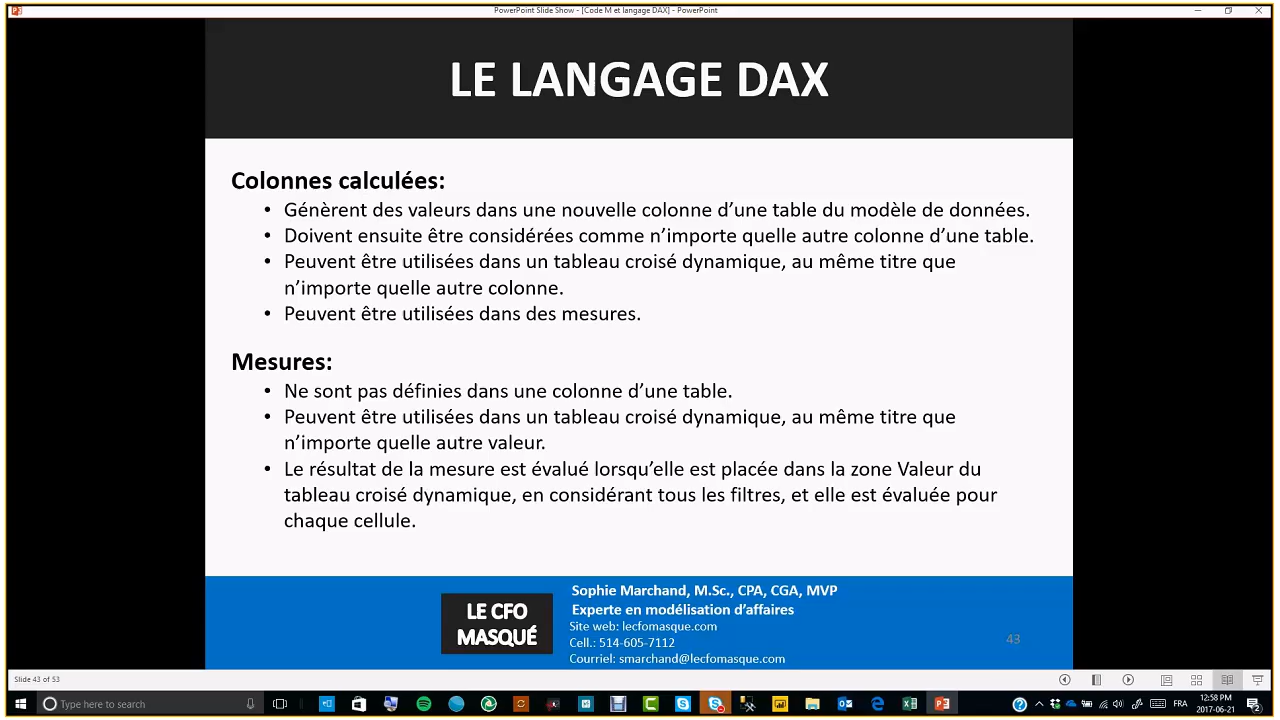 PowerPoint Slide Show - [Code M et langage DAX] - PowerPoint
LE LANGAGE DAX
Colonnes calculées:
• Génèrent des valeurs dans une nouvelle colonne d’une table du modèle de données.
• Doivent ensuite être considérées comme n’importe quelle autre colonne d’une table.
• Peuvent être utilisées dans un tableau croisé dynamique, au même titre que
n’importe quelle autre colonne.
• Peuvent être utilisées dans des mesures.
Mesures:
• Ne sont pas définies dans une colonne d’une table.
• Peuvent être utilisées dans un tableau croisé dynamique, au même titre que
n’importe quelle autre valeur.
• Le résultat de la mesure est évalué lorsqu’elle est placée dans la zone Valeur du
tableau croisé dynamique, en considérant tous les filtres, et elle est évaluée pour
chaque cellule.
LE CFO
MASQUÉ
Sophie Marchand, M.Sc., CPA, CGA, MVP
Experte en modélisation d’affaires
Site web: lecfomasque.com
Cell.: 514-605-7112
Courriel: smarchand@lecfomasque.com
43
Slide 43 of 53
Type here to search
FRA
12:58 PM
2017-06-21